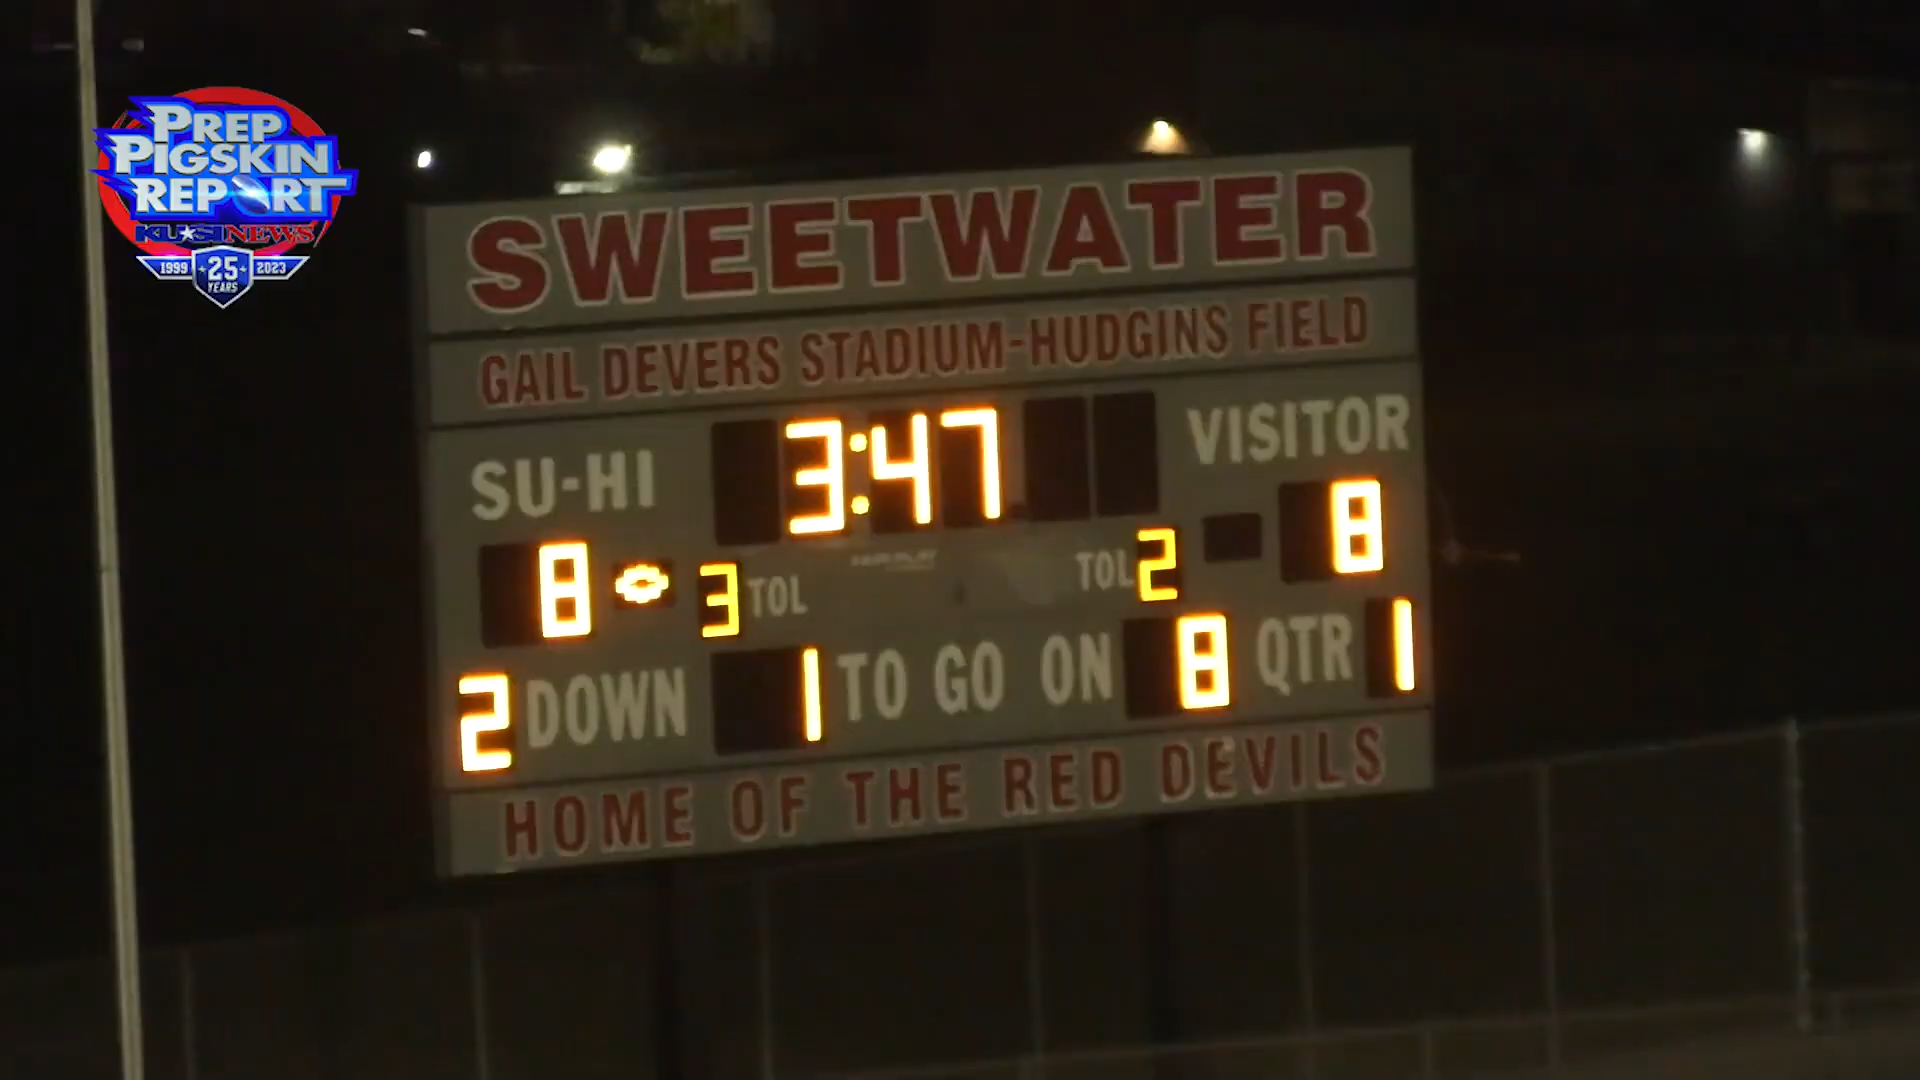 PREP
PIGSKIN
REPORT
KUSI NEWS
1999 25 2023
YEARS
SWEETWATER
GAIL DEVERS STADIUM-HUDGINS FIELD
SU-HI 3:47 VISITOR
8 3 TOL TOL 2 8
2 DOWN 1 TO GO ON 8 QTR 1
HOME OF THE RED DEVILS